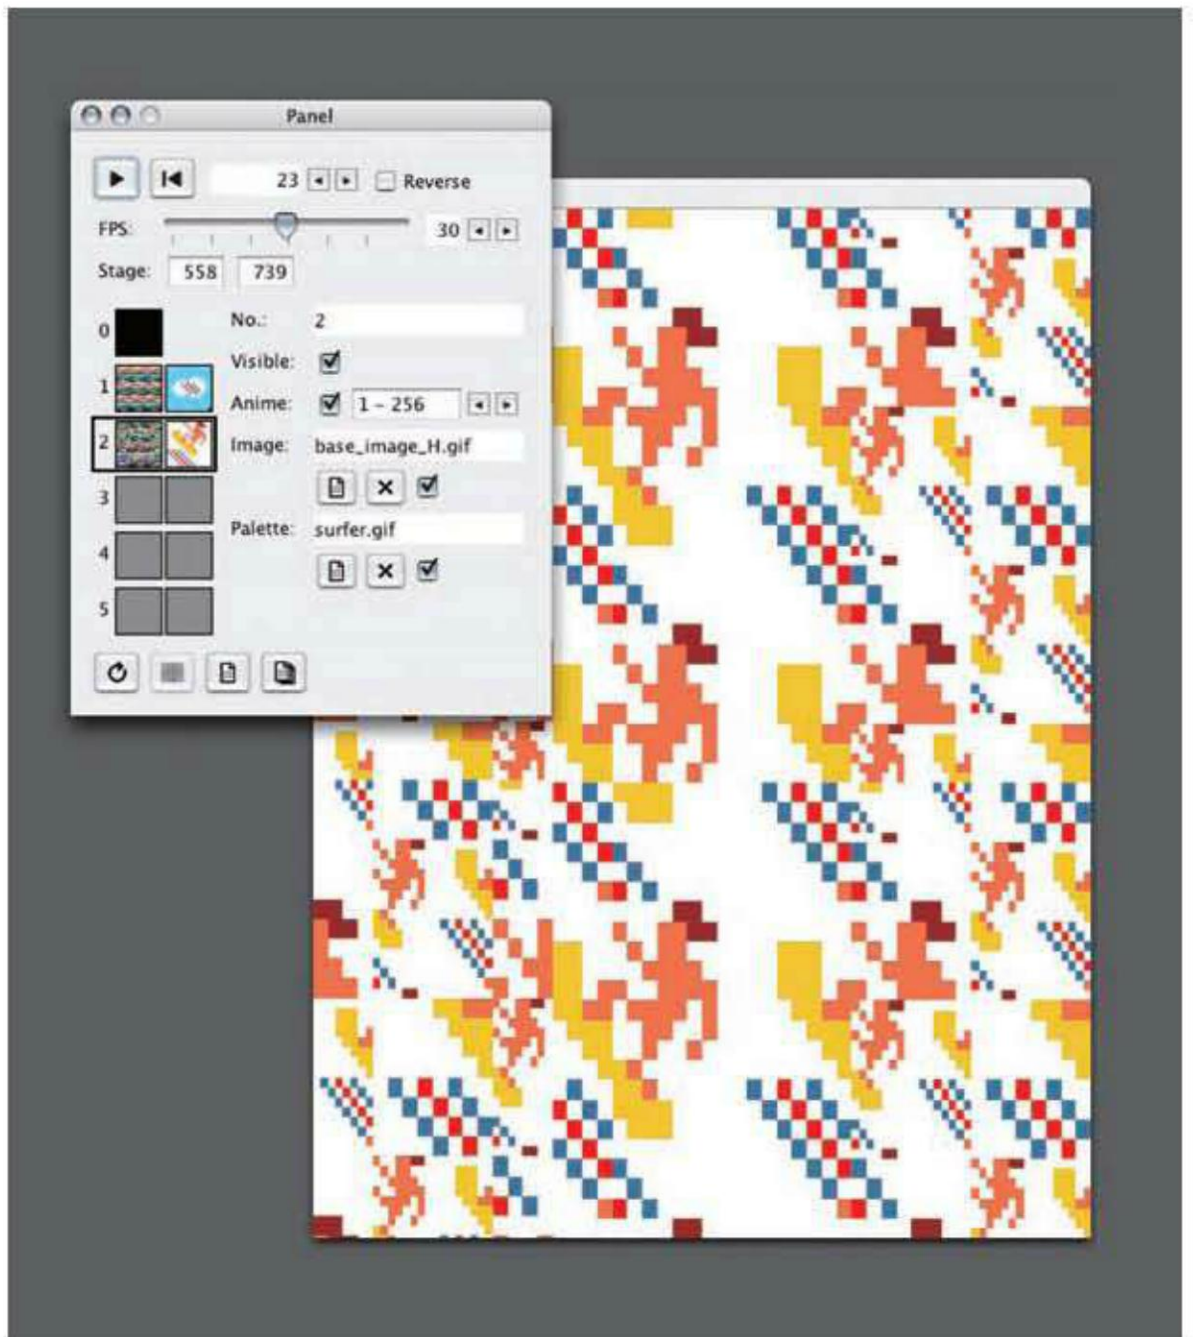 Panel
23 Reverse
FPS: 30
Stage: 558 739
0
No.: 2
Visible:
1
Anime: 1 - 256
2
Image: base_image_H.gif
3
Palette: surfer.gif
4
5